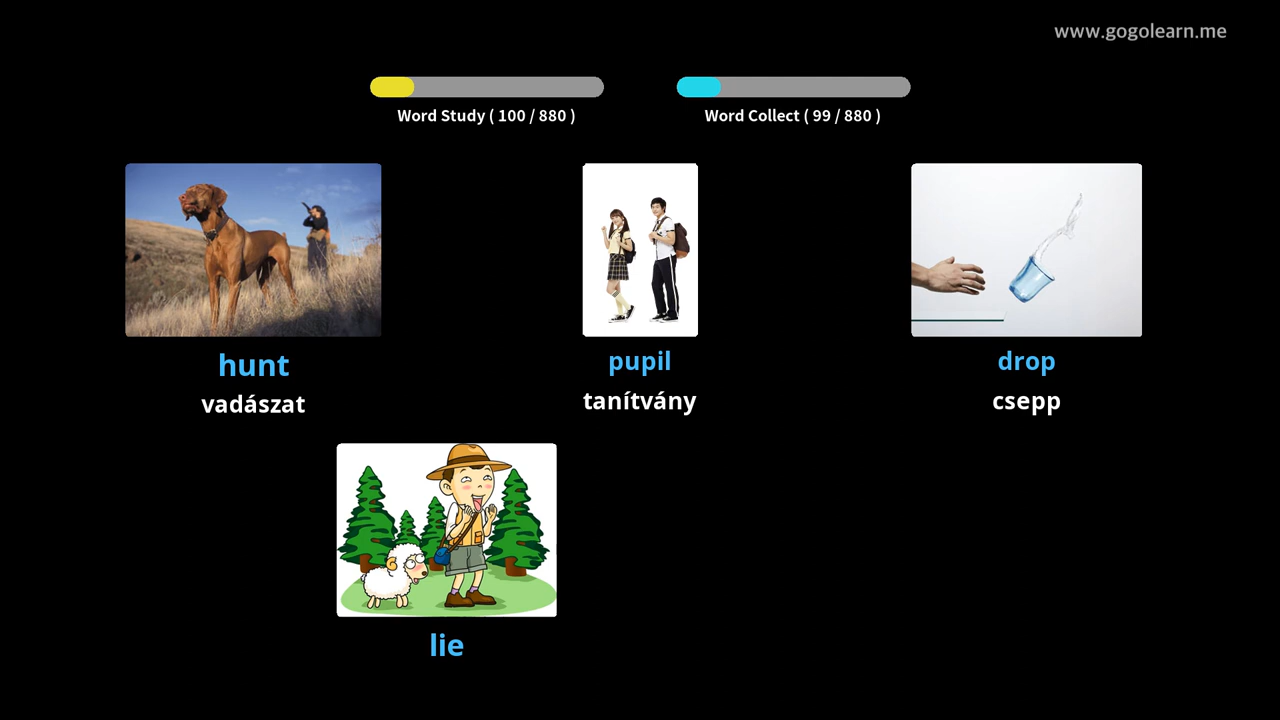 www.gogolearn.me
Word Study ( 100 / 880 )
Word Collect ( 99 / 880 )
hunt
vadászat
pupil
tanítvány
drop
csepp
lie